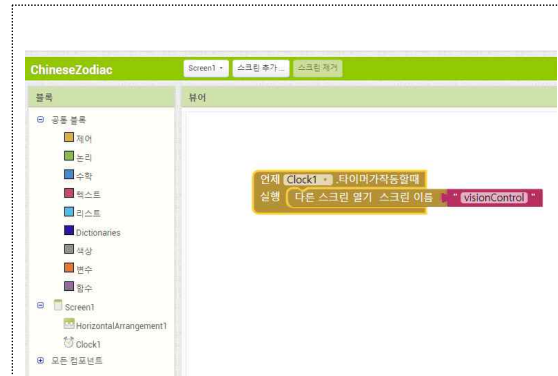 ChineseZodiac
Screen1
스크린 추가...
스크린 제거
블록
뷰어
공통 블록
제어
논리
수학
텍스트
리스트
Dictionaries
색상
변수
함수
Screen1
HorizontalArrangement1
Clock1
모든 컴포넌트
언제 Clock1 .타이머가작동할때
실행 다른 스크린 열기 스크린 이름 " visionControl "